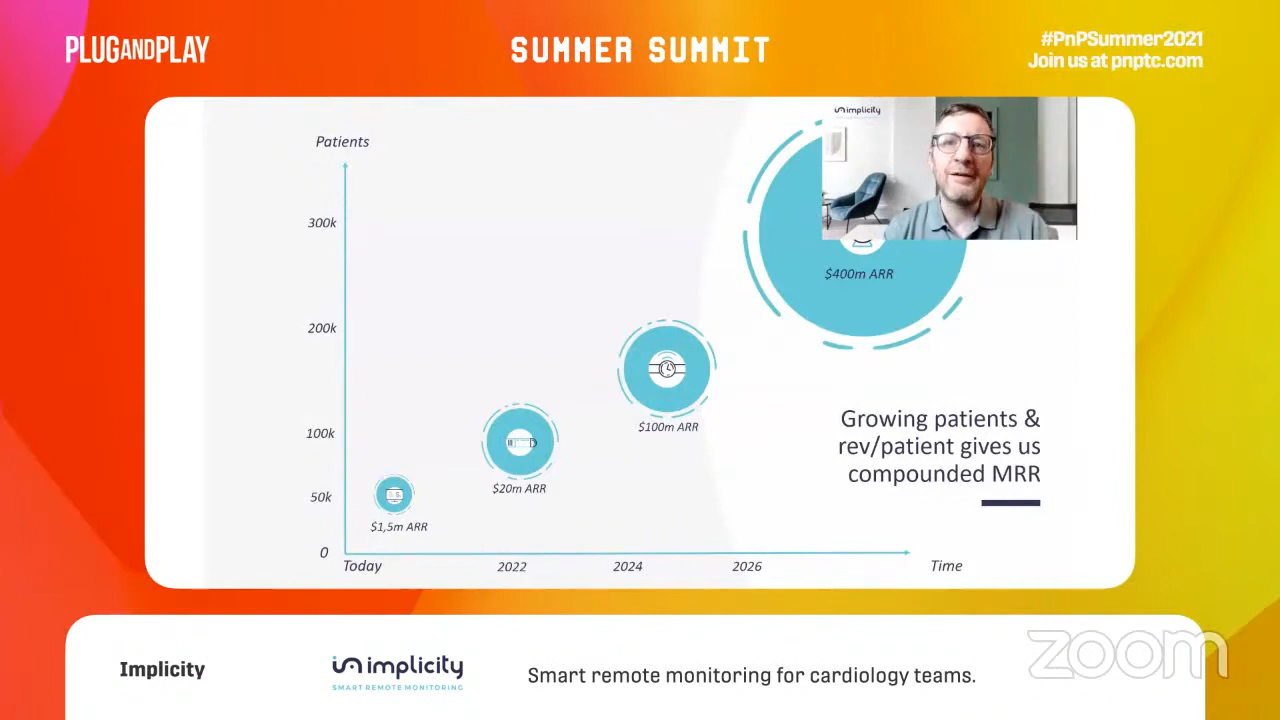 PLUGANDPLAY
SUMMER SUMMIT
#PnPSummer2021
Join us at pnptc.com
implicity
Patients
300k
200k
100k
50k
0
$400m ARR
$100m ARR
$20m ARR
$1,5m ARR
Growing patients &
rev/patient gives us
compounded MRR
Today
2022
2024
2026
Time
Implicity
implicity
SMART REMOTE MONITORING
Smart remote monitoring for cardiology teams.
zoom